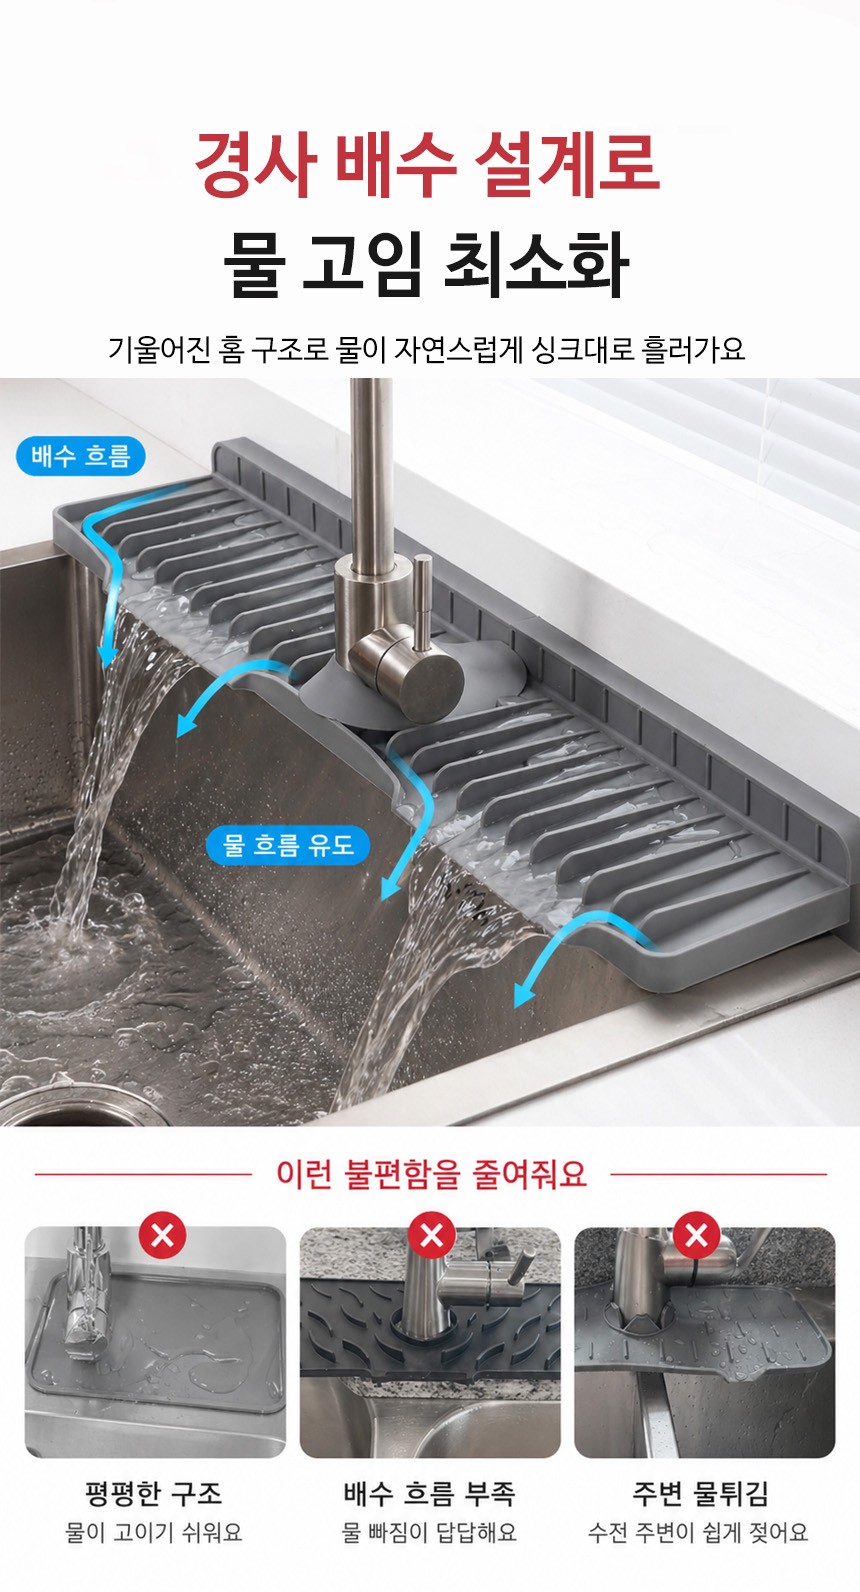 경사 배수 설계로
물 고임 최소화
기울어진 홈 구조로 물이 자연스럽게 싱크대로 흘러가요
배수 흐름
물 흐름 유도
이런 불편함을 줄여줘요
평평한 구조
물이 고이기 쉬워요
배수 흐름 부족
물 빠짐이 답답해요
주변 물튀김
수전 주변이 쉽게 젖어요